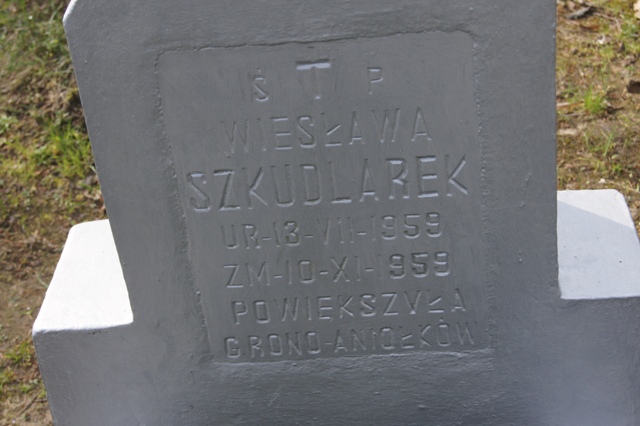 Ś P
WIESŁAWA
SZKUDLAREK
UR-13-VII-1959
ZM-10-XI-1959
POWIEKSZYŁA
GRONO-ANIOŁKÓW